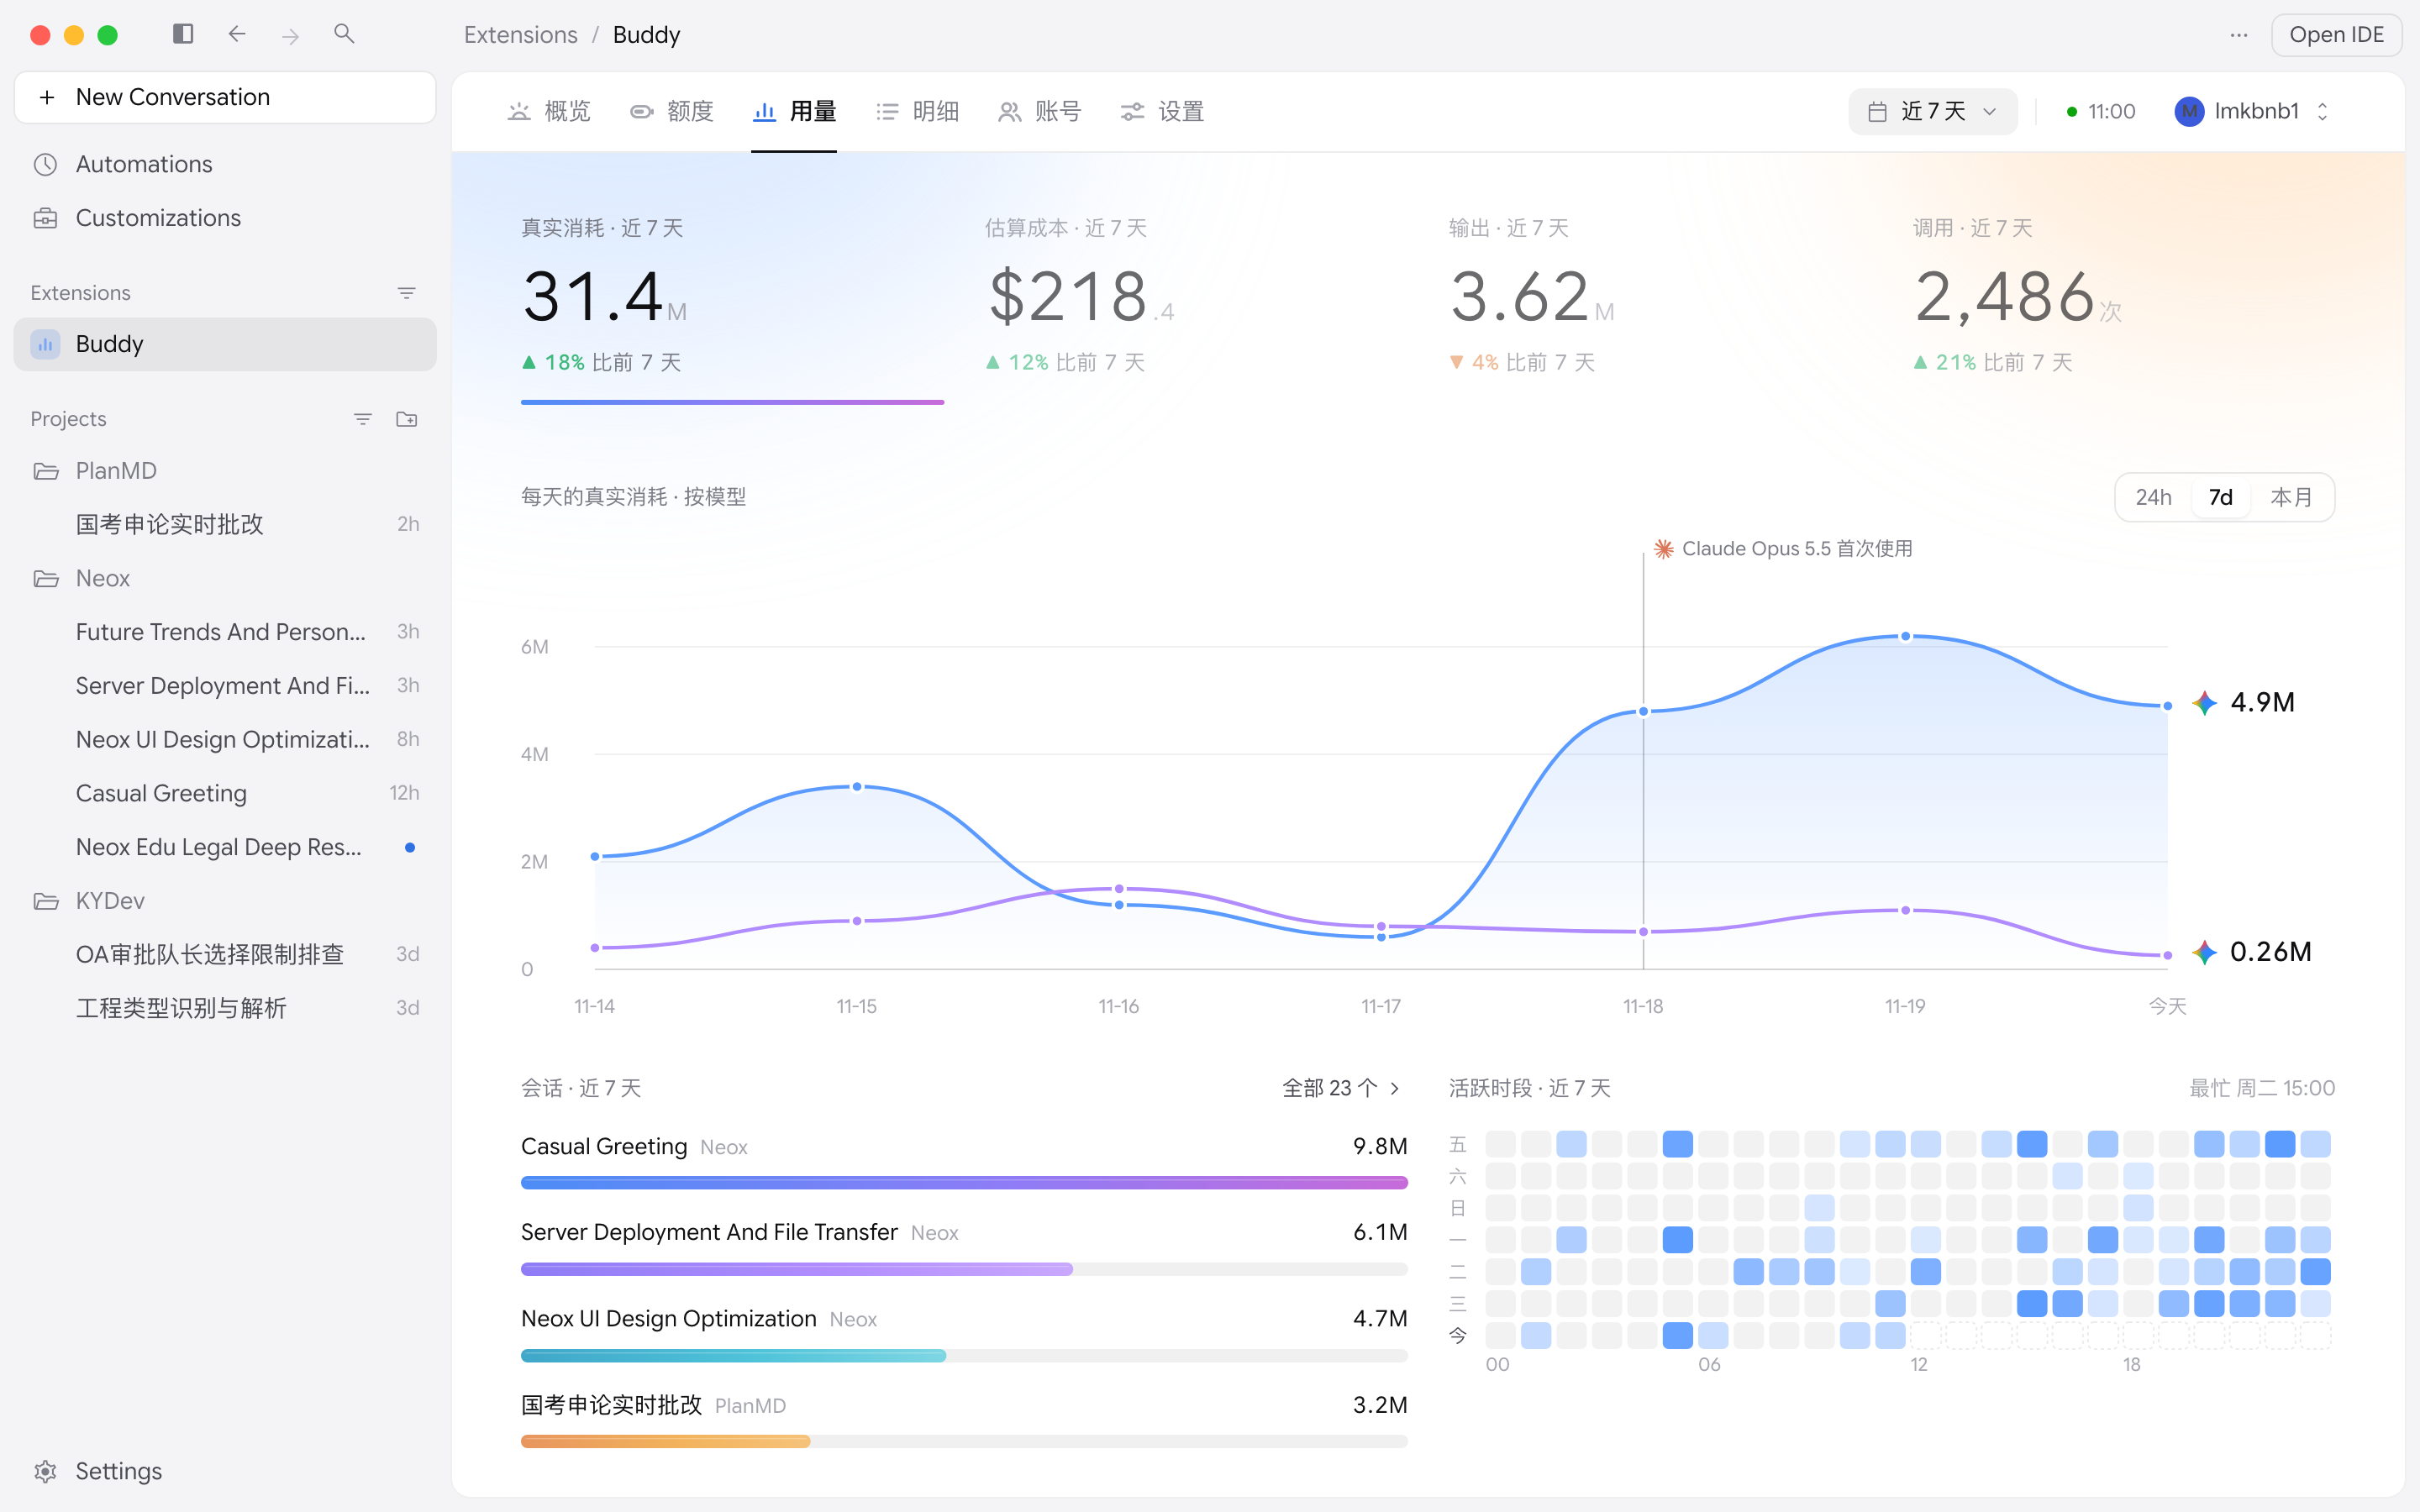 Extensions / Buddy
Open IDE
New Conversation
Automations
Customizations
Extensions
Buddy
Projects
PlanMD
国考申论实时批改 2h
Neox
Future Trends And Person... 3h
Server Deployment And Fi... 3h
Neox UI Design Optimizati... 8h
Casual Greeting 12h
Neox Edu Legal Deep Res...
KYDev
OA审批队长选择限制排查 3d
工程类型识别与解析 3d
Settings
概览 额度 用量 明细 账号 设置
近 7 天 11:00 M lmkbnb1
真实消耗 · 近 7 天
31.4M
18% 比前 7 天
估算成本 · 近 7 天
$218.4
12% 比前 7 天
输出 · 近 7 天
3.62M
4% 比前 7 天
调用 · 近 7 天
2,486次
21% 比前 7 天
每天的真实消耗 · 按模型
24h 7d 本月
Claude Opus 5.5 首次使用
6M
4M
2M
0
4.9M
0.26M
11-14 11-15 11-16 11-17 11-18 11-19 今天
会话 · 近 7 天 全部 23 个
Casual Greeting Neox 9.8M
Server Deployment And File Transfer Neox 6.1M
Neox UI Design Optimization Neox 4.7M
国考申论实时批改 PlanMD 3.2M
活跃时段 · 近 7 天 最忙 周二 15:00
五
六
日
一
二
三
今
00 06 12 18